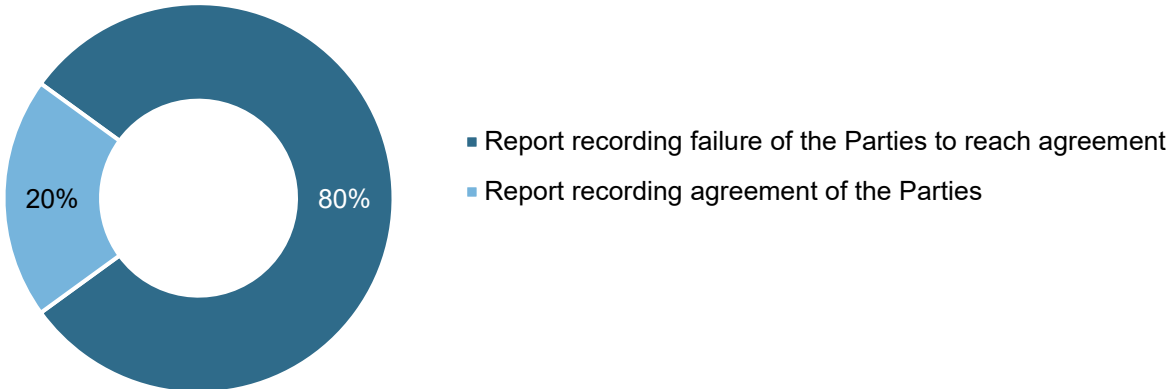 20%
80%
Report recording failure of the Parties to reach agreement
Report recording agreement of the Parties